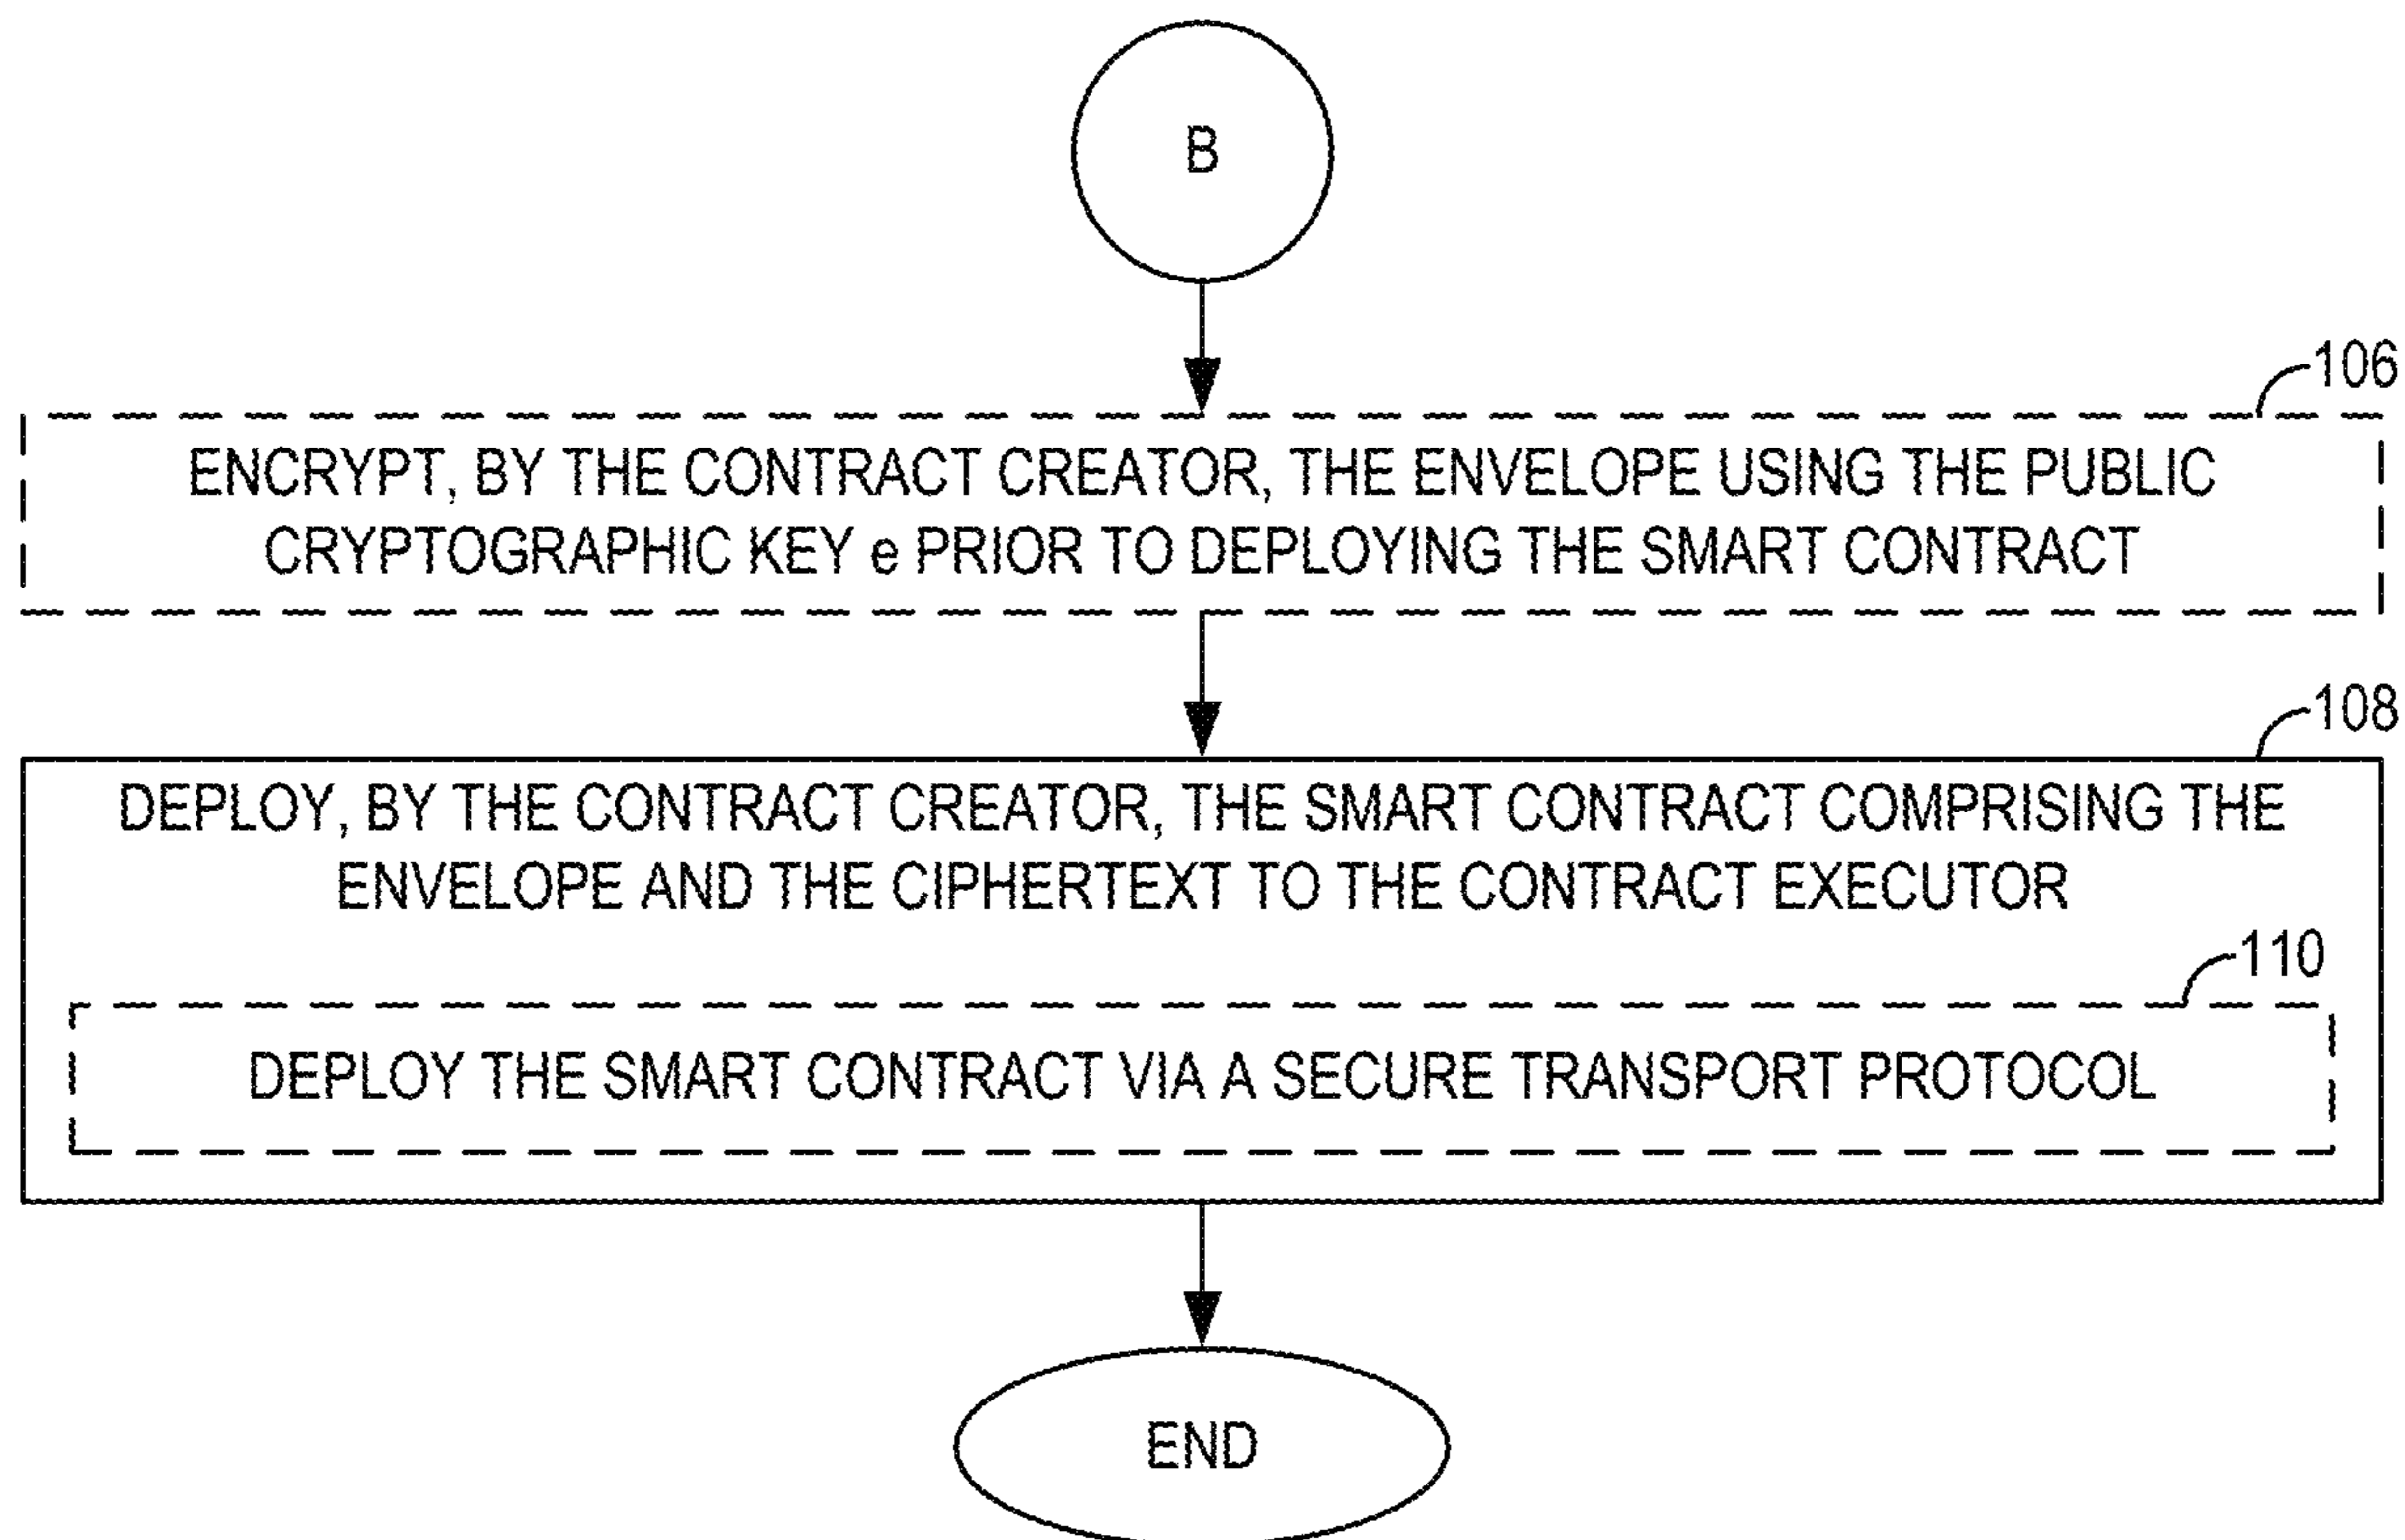 B
106
ENCRYPT, BY THE CONTRACT CREATOR, THE ENVELOPE USING THE PUBLIC
CRYPTOGRAPHIC KEY e PRIOR TO DEPLOYING THE SMART CONTRACT
108
DEPLOY, BY THE CONTRACT CREATOR, THE SMART CONTRACT COMPRISING THE
ENVELOPE AND THE CIPHERTEXT TO THE CONTRACT EXECUTOR
110
DEPLOY THE SMART CONTRACT VIA A SECURE TRANSPORT PROTOCOL
END